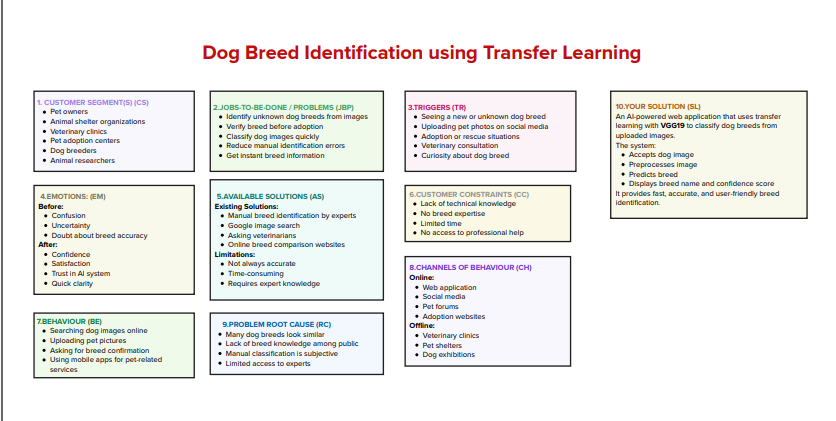 Dog Breed Identification using Transfer Learning
1. CUSTOMER SEGMENT(S) (CS)
Pet owners
Animal shelter organizations
Veterinary clinics
Pet adoption centers
Dog breeders
Animal researchers
2.JOBS-TO-BE-DONE / PROBLEMS (JBP)
Identify unknown dog breeds from images
Verify breed before adoption
Classify dog images quickly
Reduce manual identification errors
Get instant breed information
3.TRIGGERS (TR)
Seeing a new or unknown dog breed
Uploading pet photos on social media
Adoption or rescue situations
Veterinary consultation
Curiosity about dog breed
10.YOUR SOLUTION (SL)
An AI-powered web application that uses transfer
learning with VGG19 to classify dog breeds from
uploaded images.
The system:
Accepts dog image
Preprocesses image
Predicts breed
Displays breed name and confidence score
It provides fast, accurate, and user-friendly breed
identification.
4.EMOTIONS: (EM)
Before:
Confusion
Uncertainty
Doubt about breed accuracy
After:
Confidence
Satisfaction
Trust in AI system
Quick clarity
5.AVAILABLE SOLUTIONS (AS)
Existing Solutions:
Manual breed identification by experts
Google image search
Asking veterinarians
Online breed comparison websites
Limitations:
Not always accurate
Time-consuming
Requires expert knowledge
6.CUSTOMER CONSTRAINTS (CC)
Lack of technical knowledge
No breed expertise
Limited time
No access to professional help
7.BEHAVIOUR (BE)
Searching dog images online
Uploading pet pictures
Asking for breed confirmation
Using mobile apps for pet-related
services
9.PROBLEM ROOT CAUSE (RC)
Many dog breeds look similar
Lack of breed knowledge among public
Manual classification is subjective
Limited access to experts
8.CHANNELS OF BEHAVIOUR (CH)
Online:
Web application
Social media
Pet forums
Adoption websites
Offline:
Veterinary clinics
Pet shelters
Dog exhibitions